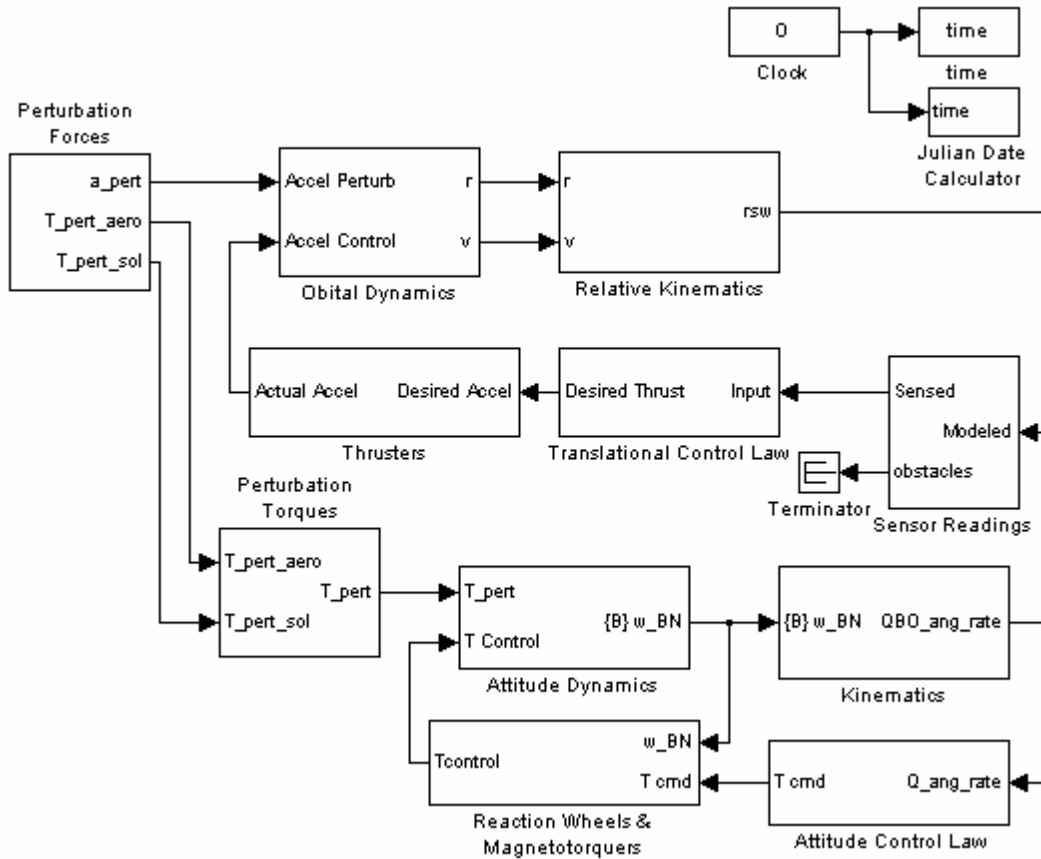 0
time
Clock
time
time
Julian Date
Calculator
Perturbation
Forces
a_pert
T_pert_aero
T_pert_sol
Accel Perturb
r
Accel Control
v
Obital Dynamics
r
rsw
v
Relative Kinematics
Actual Accel
Desired Accel
Thrusters
Desired Thrust
Input
Translational Control Law
Sensed
Modeled
obstacles
Sensor Readings
Terminator
Perturbation
Torques
T_pert_aero
T_pert
T_pert_sol
T_pert
{B} w_BN
T Control
Attitude Dynamics
{B} w_BN
QBO_ang_rate
Kinematics
w_BN
Tcontrol
T cmd
Reaction Wheels &
Magnetotorquers
T cmd
Q_ang_rate
Attitude Control Law